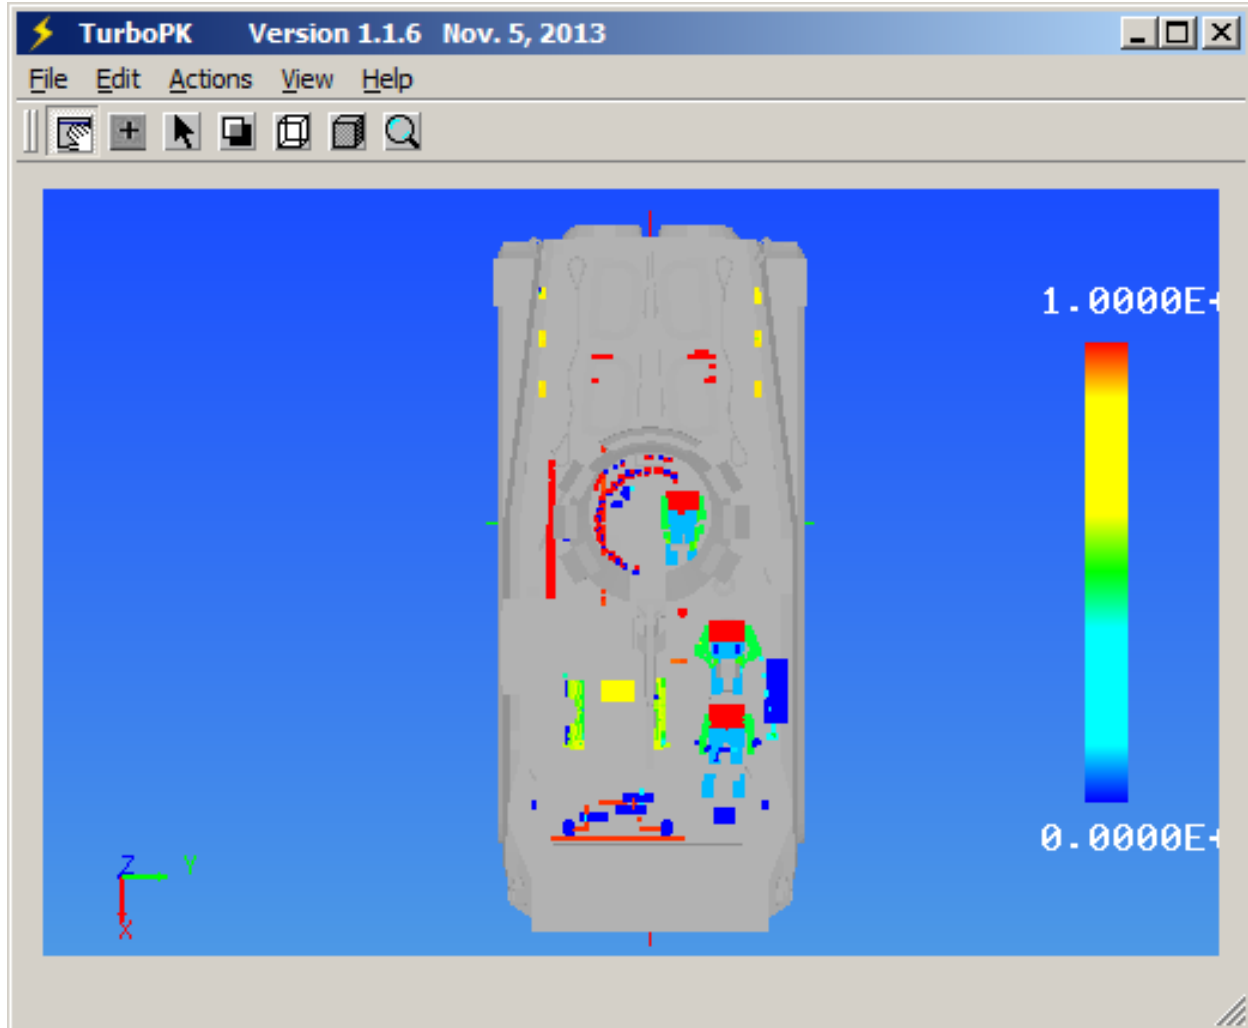 TurboPK Version 1.1.6 Nov. 5, 2013
File Edit Actions View Help
1.0000E+
0.0000E+
Z Y
X